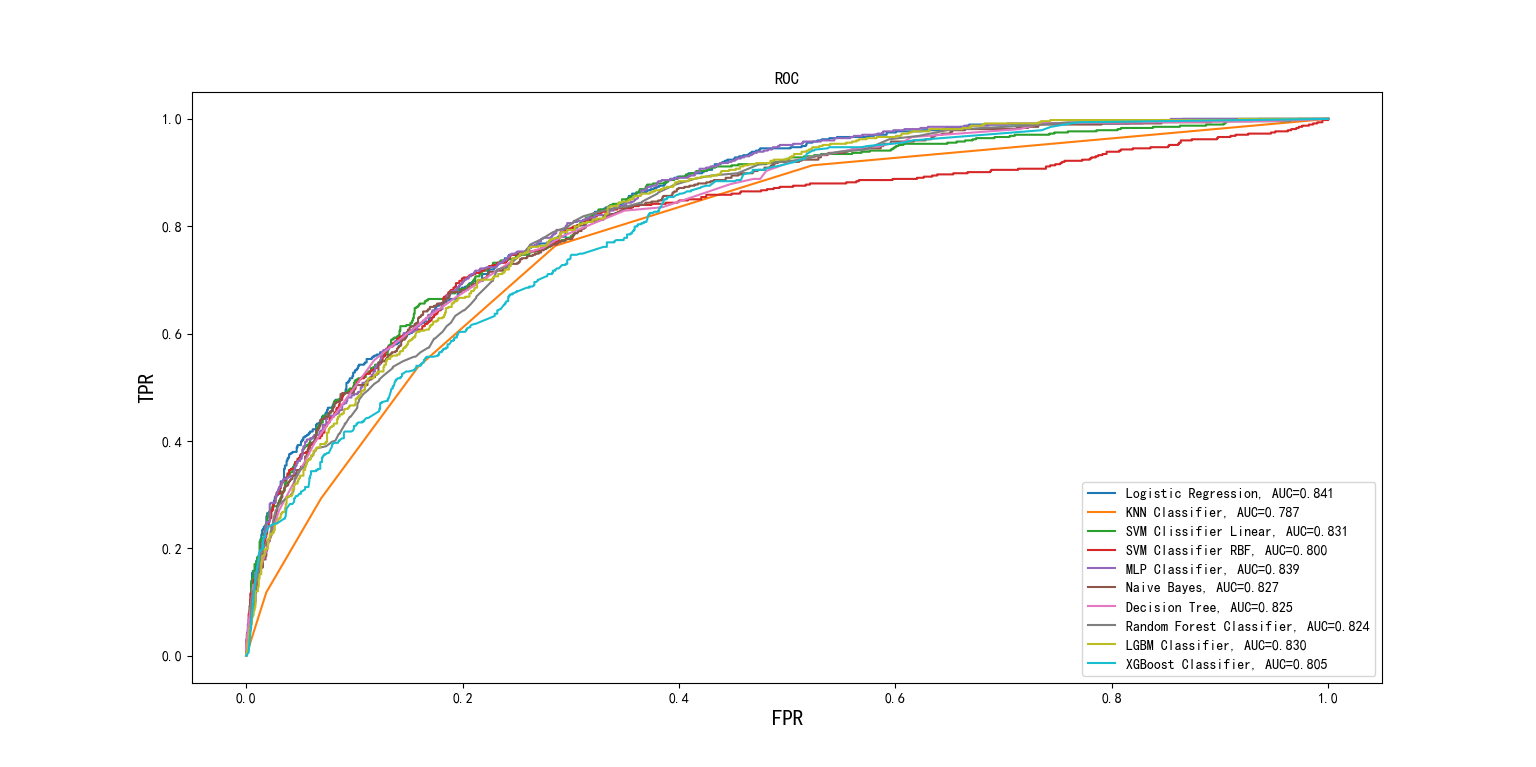 ROC
1.0
0.8
0.6
0.4
0.2
0.0
TPR
Logistic Regression, AUC=0.841
KNN Classifier, AUC=0.787
SVM Clissifier Linear, AUC=0.831
SVM Classifier RBF, AUC=0.800
MLP Classifier, AUC=0.839
Naive Bayes, AUC=0.827
Decision Tree, AUC=0.825
Random Forest Classifier, AUC=0.824
LGBM Classifier, AUC=0.830
XGBoost Classifier, AUC=0.805
0.0 0.2 0.4 0.6 0.8 1.0
FPR